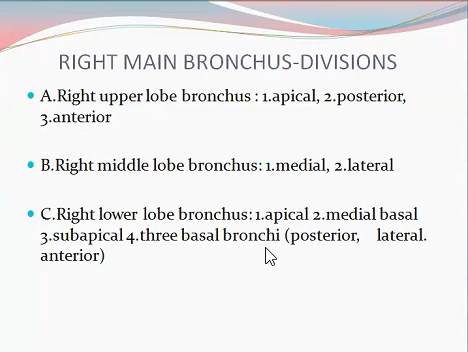 RIGHT MAIN BRONCHUS-DIVISIONS
A.Right upper lobe bronchus : 1.apical, 2.posterior,
3.anterior
B.Right middle lobe bronchus: 1.medial, 2.lateral
C.Right lower lobe bronchus: 1.apical 2.medial basal
3.subapical 4.three basal bronchi (posterior, lateral.
anterior)